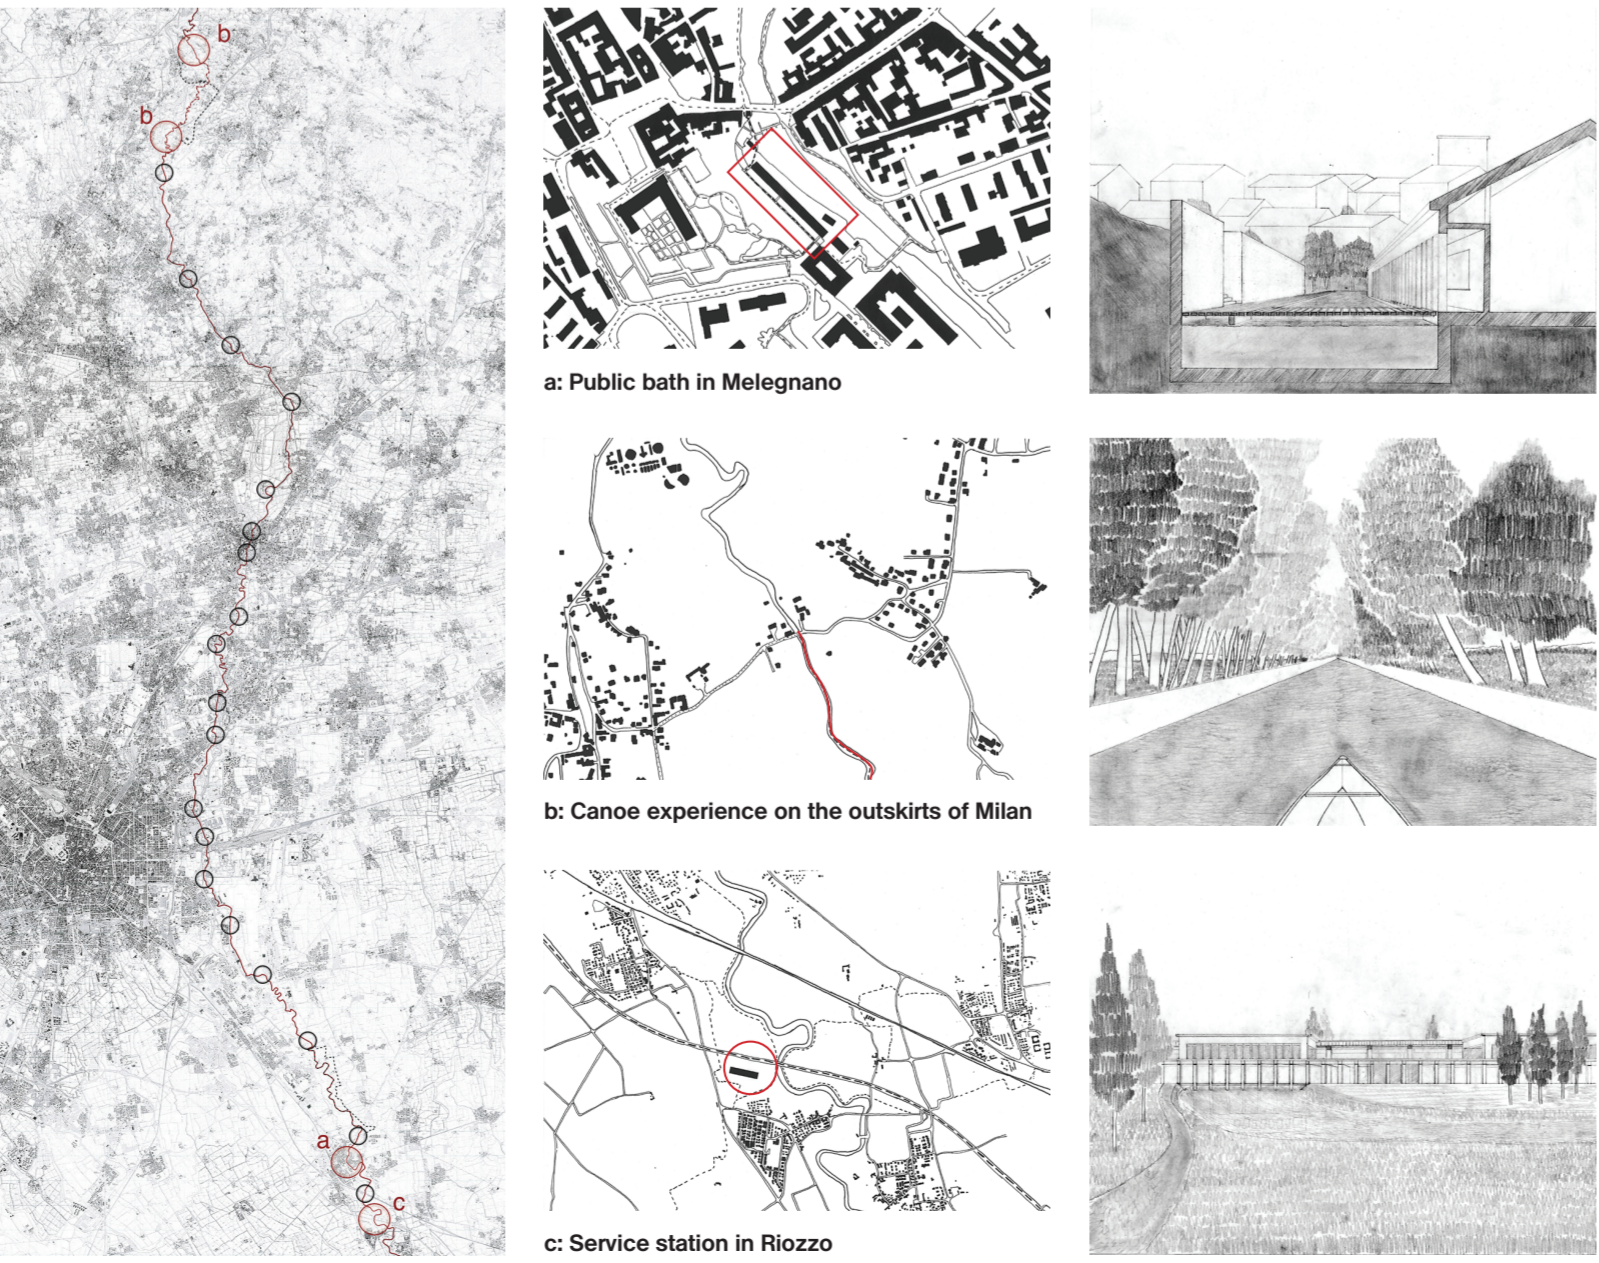 b
b
a
c
a: Public bath in Melegnano
b: Canoe experience on the outskirts of Milan
c: Service station in Riozzo